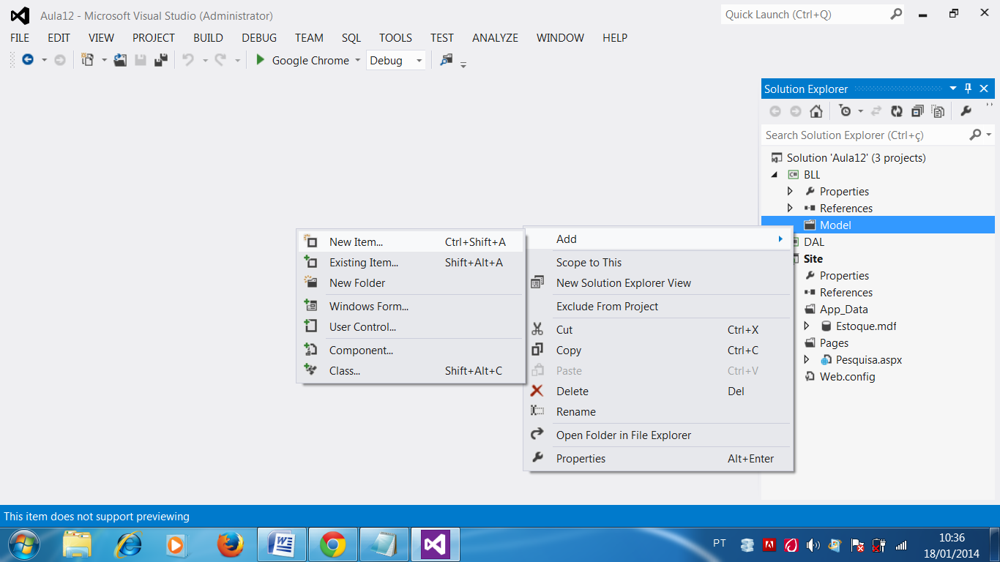 Aula12 - Microsoft Visual Studio (Administrator)
Quick Launch (Ctrl+Q)
FILE EDIT VIEW PROJECT BUILD DEBUG TEAM SQL TOOLS TEST ANALYZE WINDOW HELP
Google Chrome Debug
Solution Explorer
Search Solution Explorer (Ctrl+ç)
Solution 'Aula12' (3 projects)
BLL
Properties
References
Model
DAL
Site
Properties
References
App_Data
Estoque.mdf
Pages
Pesquisa.aspx
Web.config
Add
Scope to This
New Solution Explorer View
Exclude From Project
Cut Ctrl+X
Copy Ctrl+C
Paste Ctrl+V
Delete Del
Rename
Open Folder in File Explorer
Properties Alt+Enter
New Item... Ctrl+Shift+A
Existing Item... Shift+Alt+A
New Folder
Windows Form...
User Control...
Component...
Class... Shift+Alt+C
This item does not support previewing
PT
10:36
18/01/2014